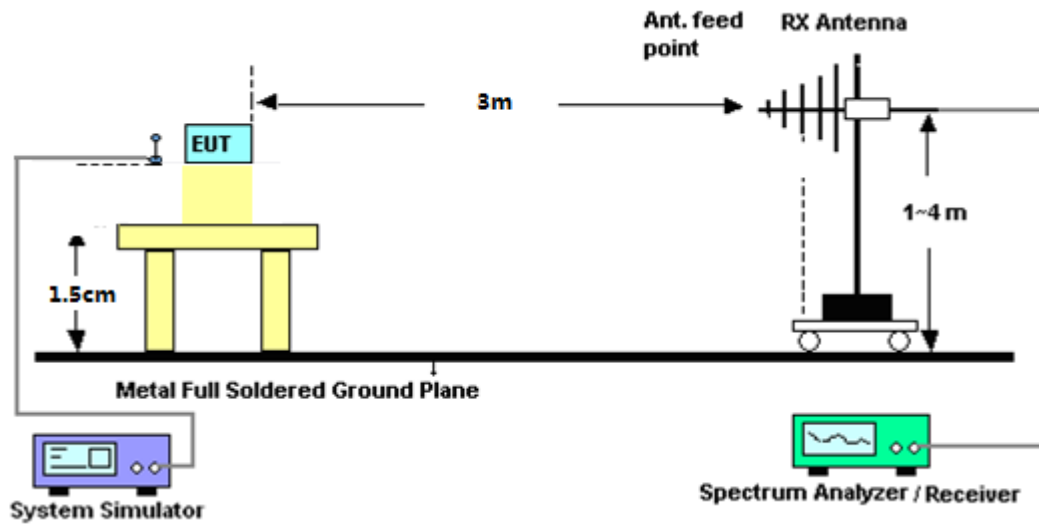 Ant. feed
point
RX Antenna
3m
EUT
1~4 m
1.5cm
Metal Full Soldered Ground Plane
System Simulator
Spectrum Analyzer / Receiver